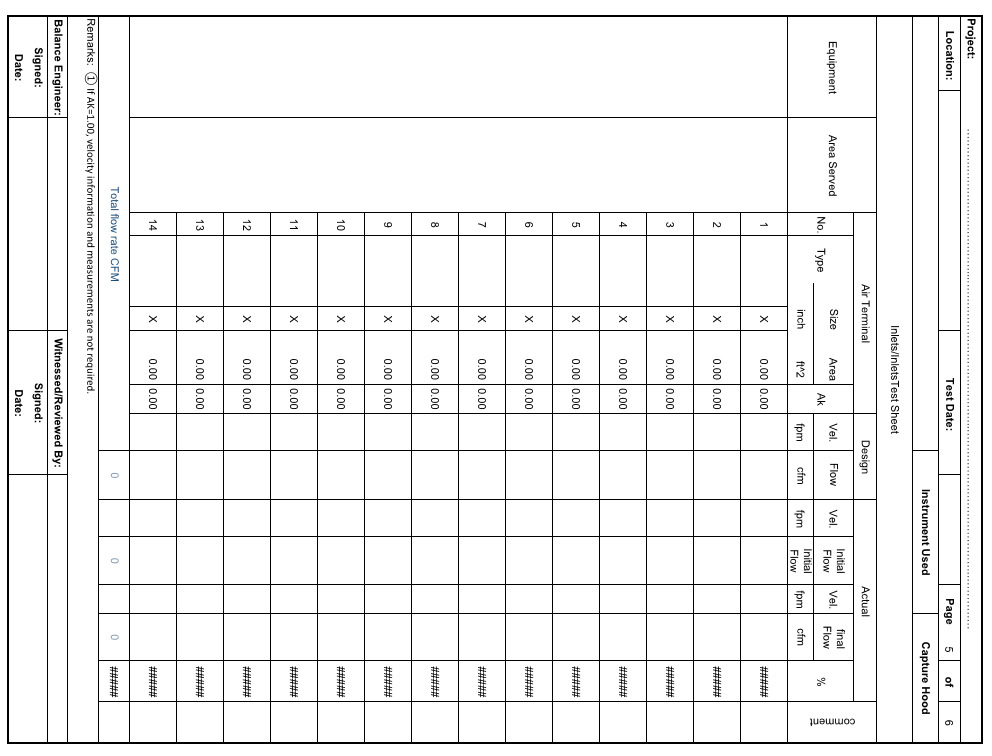 Project: ........................................................................................................................................
Location: Test Date: Page 5 of 6
Instrument Used Capture Hood
Inlets/InletsTest Sheet
Equipment Area Served Air Terminal Design Actual % comment
No. Type Size Area Ak Vel. Flow Vel. Initial Flow Vel. final Flow
inch ft^2 fpm cfm fpm Initial Flow fpm cfm
1 X 0.00 0.00 #####
2 X 0.00 0.00 #####
3 X 0.00 0.00 #####
4 X 0.00 0.00 #####
5 X 0.00 0.00 #####
6 X 0.00 0.00 #####
7 X 0.00 0.00 #####
8 X 0.00 0.00 #####
9 X 0.00 0.00 #####
10 X 0.00 0.00 #####
11 X 0.00 0.00 #####
12 X 0.00 0.00 #####
13 X 0.00 0.00 #####
14 X 0.00 0.00 #####
Total flow rate CFM 0 0 0 #####
Remarks: ① If AK=1.00, velocity information and measurements are not required.
Balance Engineer: Witnessed/Reviewed By:
Signed: Signed:
Date: Date: